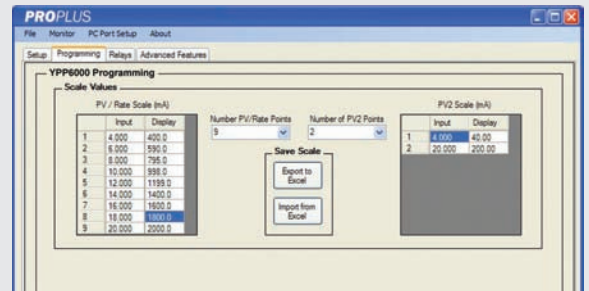 PROPLUS
File Monitor PC Port Setup About
Setup Programming Relays Advanced Features
YPP6000 Programming
Scale Values
PV / Rate Scale (mA)
Input Display
1 4.000 400.0
2 6.000 590.0
3 8.000 795.0
4 10.000 998.0
5 12.000 1199.0
6 14.000 1400.0
7 16.000 1600.0
8 18.000 1800.0
9 20.000 2000.0
Number PV/Rate Points
9
Number of PV2 Points
2
Save Scale
Export to
Excel
Import from
Excel
PV2 Scale (mA)
Input Display
1 4.000 40.00
2 20.000 200.00